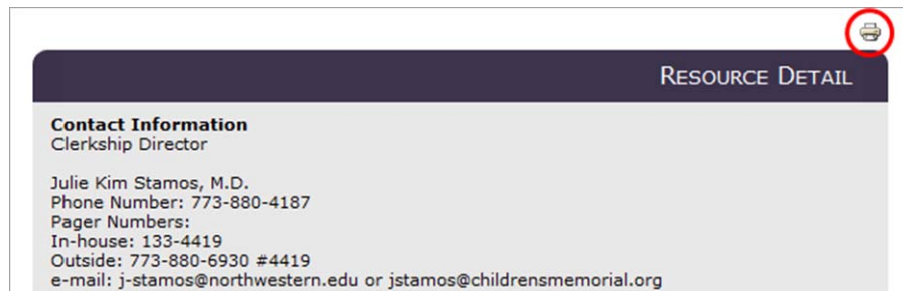 RESOURCE DETAIL
Contact Information
Clerkship Director
Julie Kim Stamos, M.D.
Phone Number: 773-880-4187
Pager Numbers:
In-house: 133-4419
Outside: 773-880-6930 #4419
e-mail: j-stamos@northwestern.edu or jstamos@childrensmemorial.org